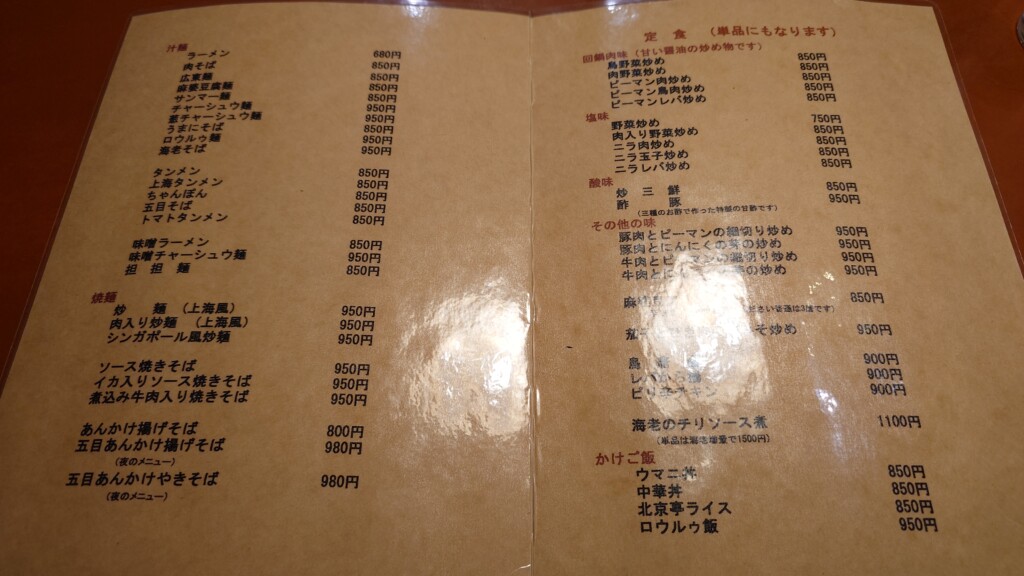 汁麺
ラーメン 680円
肉そば 850円
広東麺 850円
麻婆豆腐麺 850円
サンマー麺 850円
チャーシュウ麺 950円
葱チャーシュウ麺 950円
うまにそば 850円
ロウルゥ麺 950円
海老そば 950円
タンメン 850円
上海タンメン 850円
ちゃんぽん 850円
五目そば 850円
トマトタンメン 850円
味噌ラーメン 850円
味噌チャーシュウ麺 950円
担担麺 850円
焼麺
炒麺 (上海風) 950円
肉入り炒麺 (上海風) 950円
シンガポール風炒麺 950円
ソース焼きそば 950円
イカ入りソース焼きそば 950円
煮込み牛肉入り焼きそば 950円
あんかけ揚げそば 800円
五目あんかけ揚げそば 980円
(夜のメニュー)
五目あんかけやきそば 980円
(夜のメニュー)
定食 (単品にもなります)
回鍋肉味 (甘い醤油の炒め物です)
鳥野菜炒め 850円
肉野菜炒め 850円
ピーマン肉炒め 850円
ピーマン鳥肉炒め 850円
ピーマンレバ炒め 850円
塩味
野菜炒め 750円
肉入り野菜炒め 850円
ニラ肉炒め 850円
ニラ玉子炒め 850円
ニラレバ炒め 850円
酸味
炒三鮮 850円
酢豚 950円
(三種のお酢で作った特製の甘酢です)
その他の味
豚肉とピーマンの細切り炒め 950円
豚肉とにんにくの芽の炒め 950円
牛肉とピーマンの細切り炒め 950円
牛肉とに の炒め 950円
麻 850円
そ炒め 950円
鳥 900円
レバ 900円
900円
海老のチリソース煮 1100円
かけご飯
ウマニ丼 850円
中華丼 850円
北京亭ライス 850円
ロウルゥ飯 950円